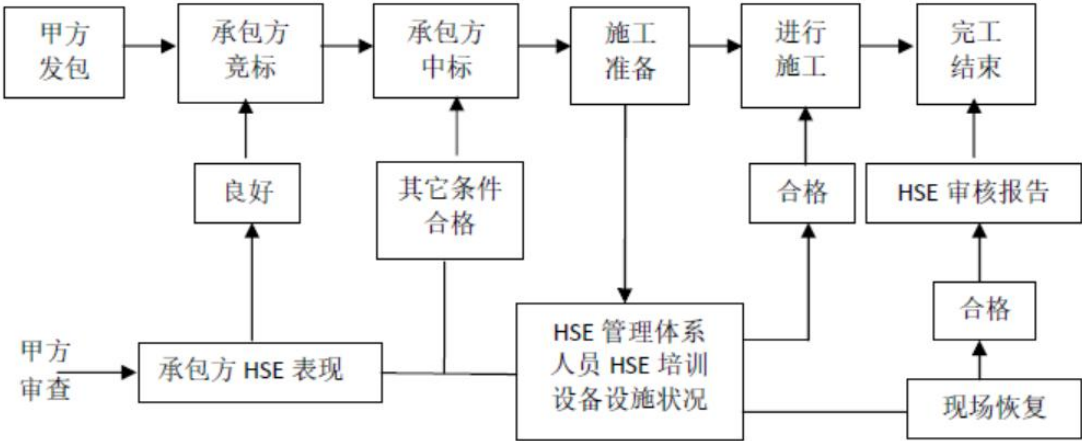 甲方
发包
承包方
竞标
承包方
中标
施工
准备
进行
施工
完工
结束
良好
其它条件
合格
合格
HSE 审核报告
合格
甲方
审查
承包方 HSE 表现
HSE 管理体系
人员 HSE 培训
设备设施状况
现场恢复